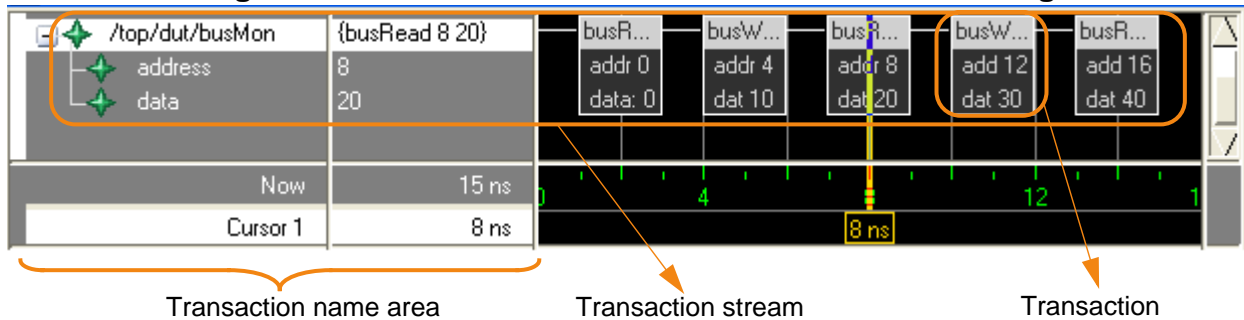 /top/dut/busMon {busRead 8 20} busR... busW... busR... busW... busR...
address 8 addr 0 addr 4 addr 8 add 12 add 16
data 20 data: 0 dat 10 dat 20 dat 30 dat 40
Now 15 ns 4 8 12
Cursor 1 8 ns 8 ns
Transaction name area Transaction stream Transaction